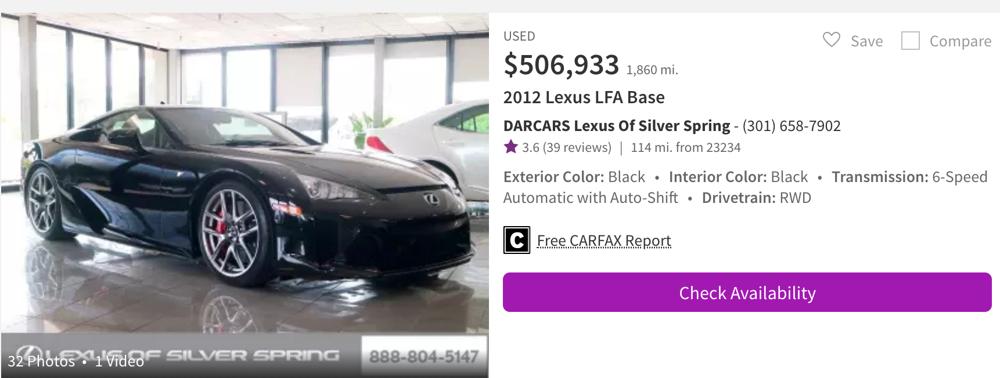 USED
Save
Compare
$506,933 1,860 mi.
2012 Lexus LFA Base
DARCARS Lexus Of Silver Spring - (301) 658-7902
3.6 (39 reviews) | 114 mi. from 23234
Exterior Color: Black • Interior Color: Black • Transmission: 6-Speed
Automatic with Auto-Shift • Drivetrain: RWD
C Free CARFAX Report
Check Availability
LEXUS OF SILVER SPRING 888-804-5147
32 Photos • 1 Video